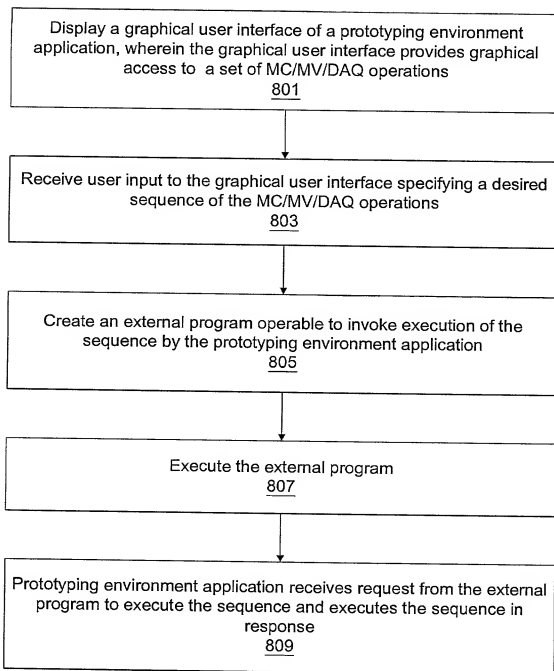 Display a graphical user interface of a prototyping environment
application, wherein the graphical user interface provides graphical
access to a set of MC/MV/DAQ operations
801
Receive user input to the graphical user interface specifying a desired
sequence of the MC/MV/DAQ operations
803
Create an external program operable to invoke execution of the
sequence by the prototyping environment application
805
Execute the external program
807
Prototyping environment application receives request from the external
program to execute the sequence and executes the sequence in
response
809